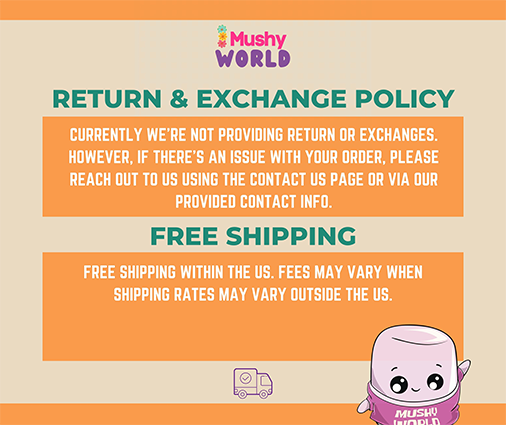 Mushy
WORLD
RETURN & EXCHANGE POLICY
CURRENTLY WE'RE NOT PROVIDING RETURN OR EXCHANGES.
HOWEVER, IF THERE'S AN ISSUE WITH YOUR ORDER, PLEASE
REACH OUT TO US USING THE CONTACT US PAGE OR VIA OUR
PROVIDED CONTACT INFO.
FREE SHIPPING
FREE SHIPPING WITHIN THE US. FEES MAY VARY WHEN
SHIPPING RATES MAY VARY OUTSIDE THE US.
MUSHY
WORLD